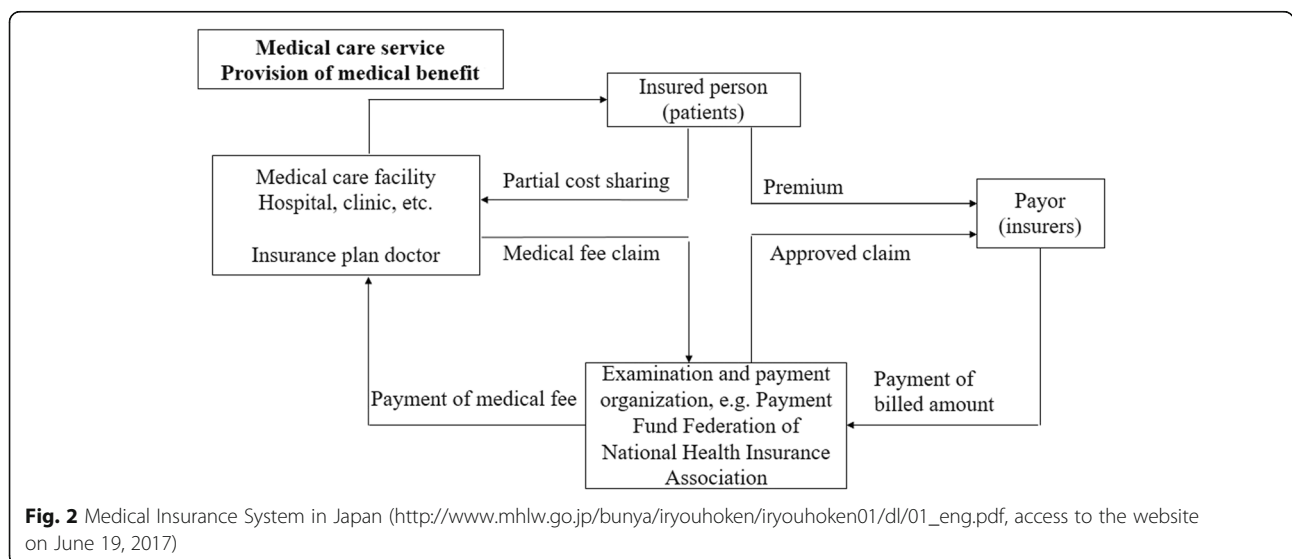 Medical care service
Provision of medical benefit
Insured person
(patients)
Medical care facility
Hospital, clinic, etc.
Insurance plan doctor
Partial cost sharing
Premium
Payor
(insurers)
Medical fee claim
Approved claim
Payment of medical fee
Examination and payment
organization, e.g. Payment
Fund Federation of
National Health Insurance
Association
Payment of
billed amount
Fig. 2 Medical Insurance System in Japan (http://www.mhlw.go.jp/bunya/iryouhoken/iryouhoken01/dl/01_eng.pdf, access to the website
on June 19, 2017)